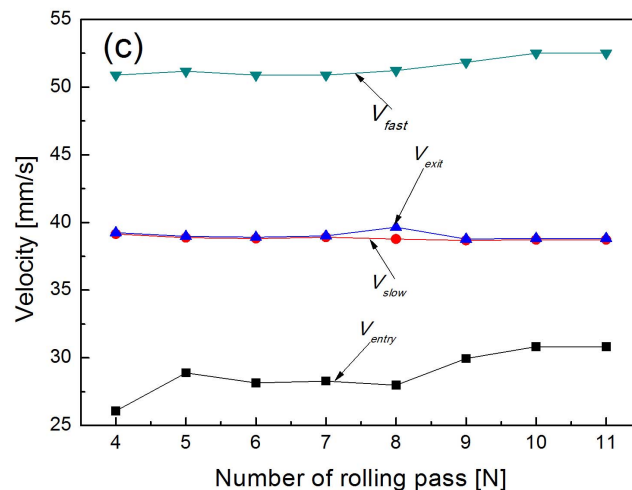 (c)
Velocity [mm/s]
55
50
45
40
35
30
25
V_fast
V_exit
V_slow
V_entry
4 5 6 7 8 9 10 11
Number of rolling pass [N]